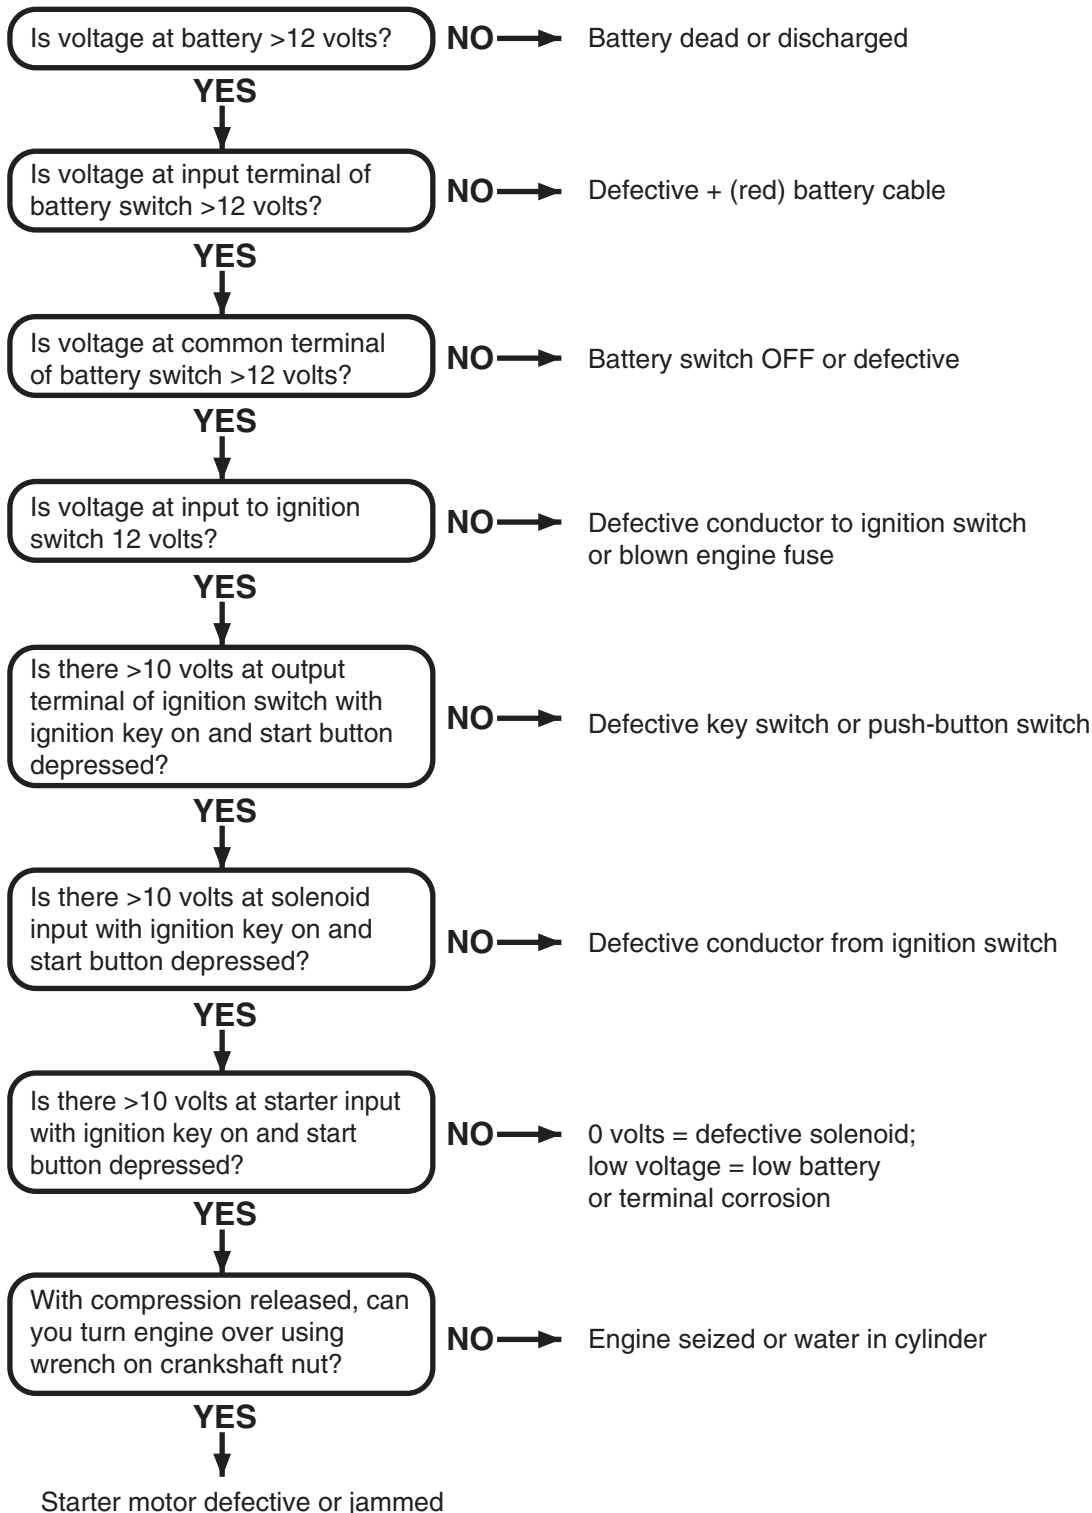 Is voltage at battery >12 volts?
NO
Battery dead or discharged
YES
Is voltage at input terminal of
battery switch >12 volts?
NO
Defective + (red) battery cable
YES
Is voltage at common terminal
of battery switch >12 volts?
NO
Battery switch OFF or defective
YES
Is voltage at input to ignition
switch 12 volts?
NO
Defective conductor to ignition switch
or blown engine fuse
YES
Is there >10 volts at output
terminal of ignition switch with
ignition key on and start button
depressed?
NO
Defective key switch or push-button switch
YES
Is there >10 volts at solenoid
input with ignition key on and
start button depressed?
NO
Defective conductor from ignition switch
YES
Is there >10 volts at starter input
with ignition key on and start
button depressed?
NO
0 volts = defective solenoid;
low voltage = low battery
or terminal corrosion
YES
With compression released, can
you turn engine over using
wrench on crankshaft nut?
NO
Engine seized or water in cylinder
YES
Starter motor defective or jammed